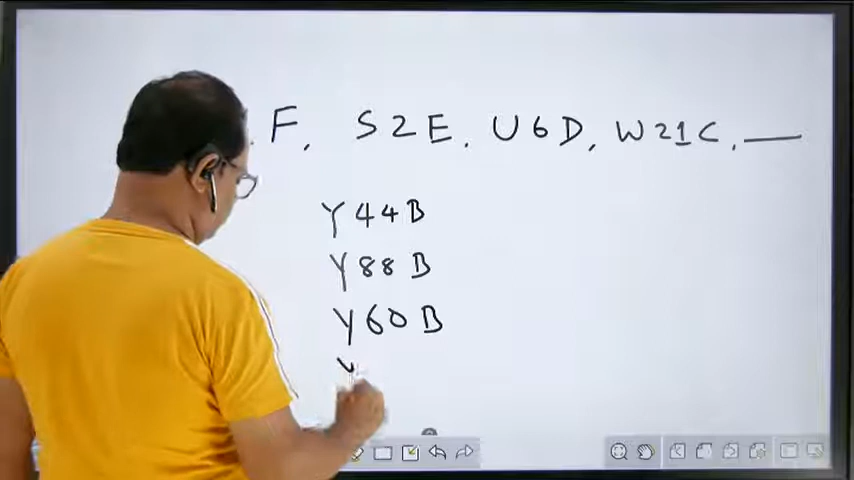 F, S2E, U6D, W21C, ___
Y44B
Y88B
Y60B
Y